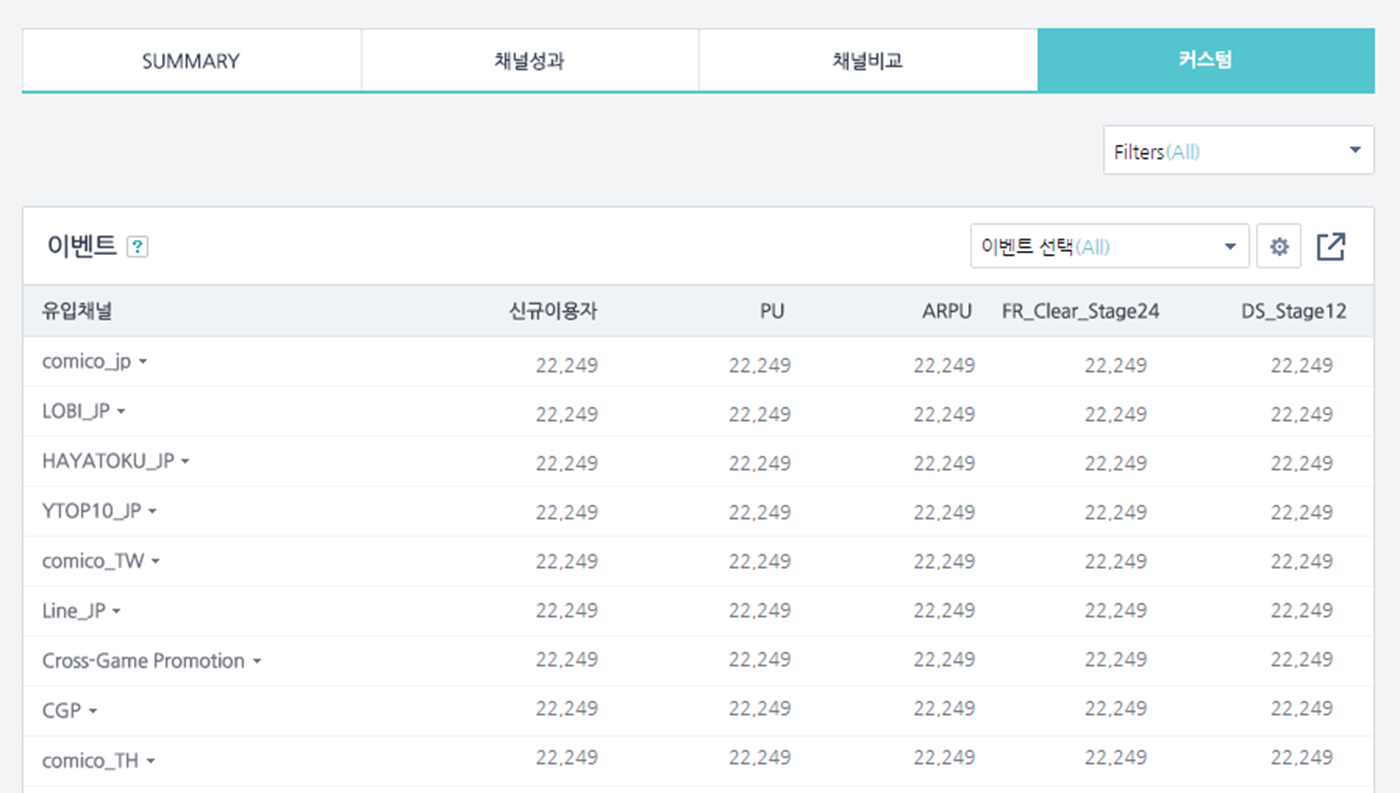 SUMMARY 채널성과 채널비교 커스텀
Filters(All)
이벤트 ? 이벤트 선택(All)
유입채널 신규이용자 PU ARPU FR_Clear_Stage24 DS_Stage12
comico_jp 22,249 22,249 22,249 22,249 22,249
LOBI_JP 22,249 22,249 22,249 22,249 22,249
HAYATOKU_JP 22,249 22,249 22,249 22,249 22,249
YTOP10_JP 22,249 22,249 22,249 22,249 22,249
comico_TW 22,249 22,249 22,249 22,249 22,249
Line_JP 22,249 22,249 22,249 22,249 22,249
Cross-Game Promotion 22,249 22,249 22,249 22,249 22,249
CGP 22,249 22,249 22,249 22,249 22,249
comico_TH 22,249 22,249 22,249 22,249 22,249